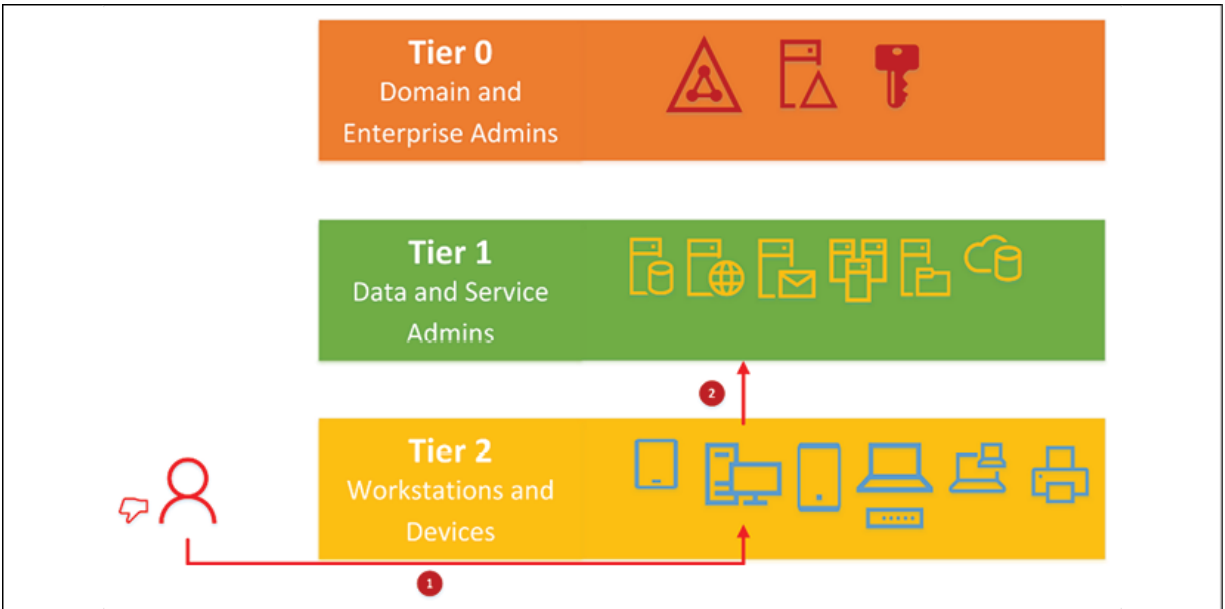 Tier 0
Domain and
Enterprise Admins
Tier 1
Data and Service
Admins
2
Tier 2
Workstations and
Devices
1